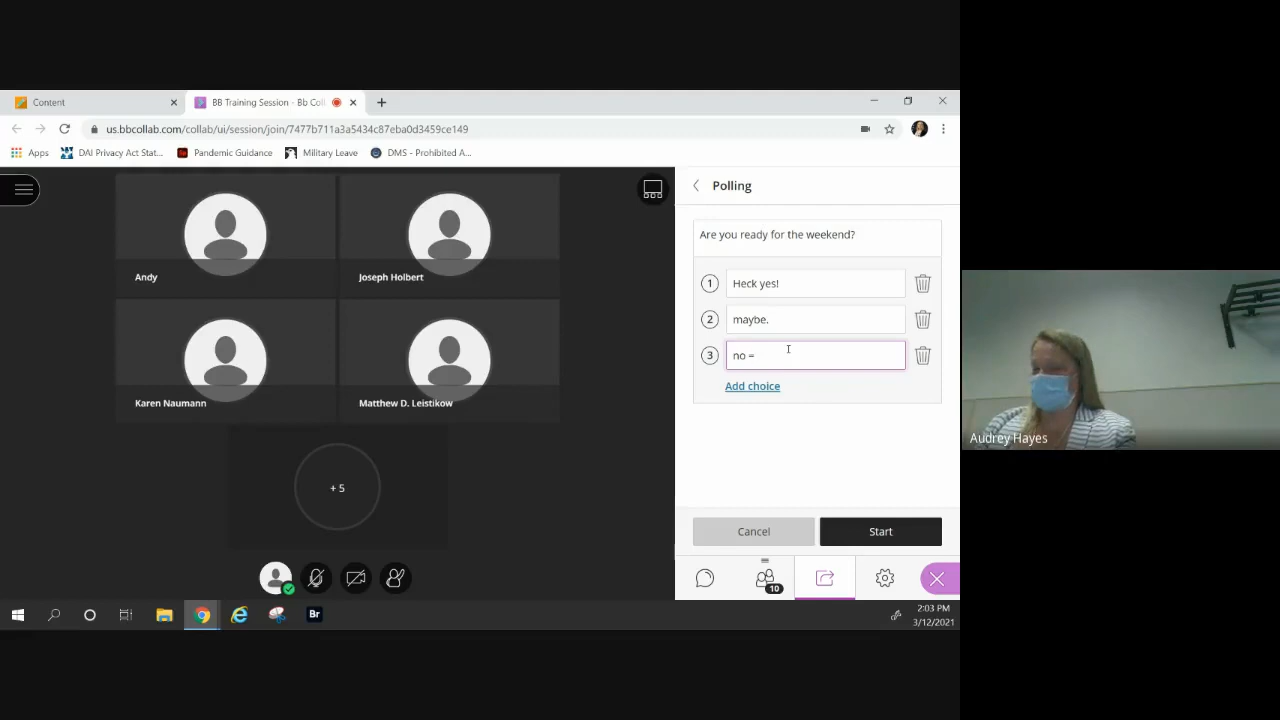 Content
BB Training Session - Bb Coll
us.bbcollab.com/collab/ui/session/join/7477b711a3a5434c87eba0d3459ce149
Apps
DAI Privacy Act Stat...
Pandemic Guidance
Military Leave
DMS - Prohibited A...
Andy
Joseph Holbert
Karen Naumann
Matthew D. Leistikow
+ 5
Polling
Are you ready for the weekend?
1 Heck yes!
2 maybe.
3 no =
Add choice
Cancel
Start
10
Br
2:03 PM
3/12/2021
Audrey Hayes